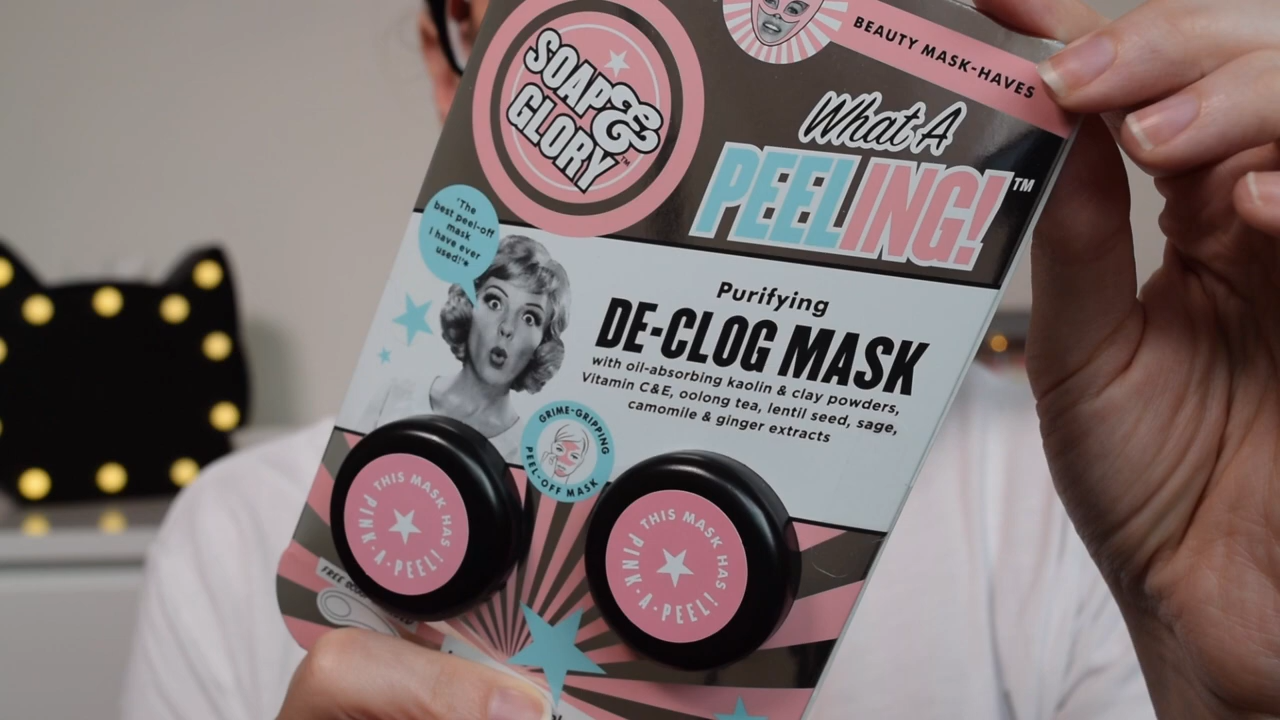 BEAUTY MASK-HAVES
SOAP &
GLORY™
What A
PEELING!™
'The
best peel-off
mask
I have ever
used!'*
Purifying
DE-CLOG MASK
with oil-absorbing kaolin & clay powders,
Vitamin C&E, oolong tea, lentil seed, sage,
camomile & ginger extracts
GRIME-GRIPPING
PEEL-OFF MASK
THIS MASK HAS
PINK·A·PEEL!
THIS MASK HAS
PINK·A·PEEL!
FREE